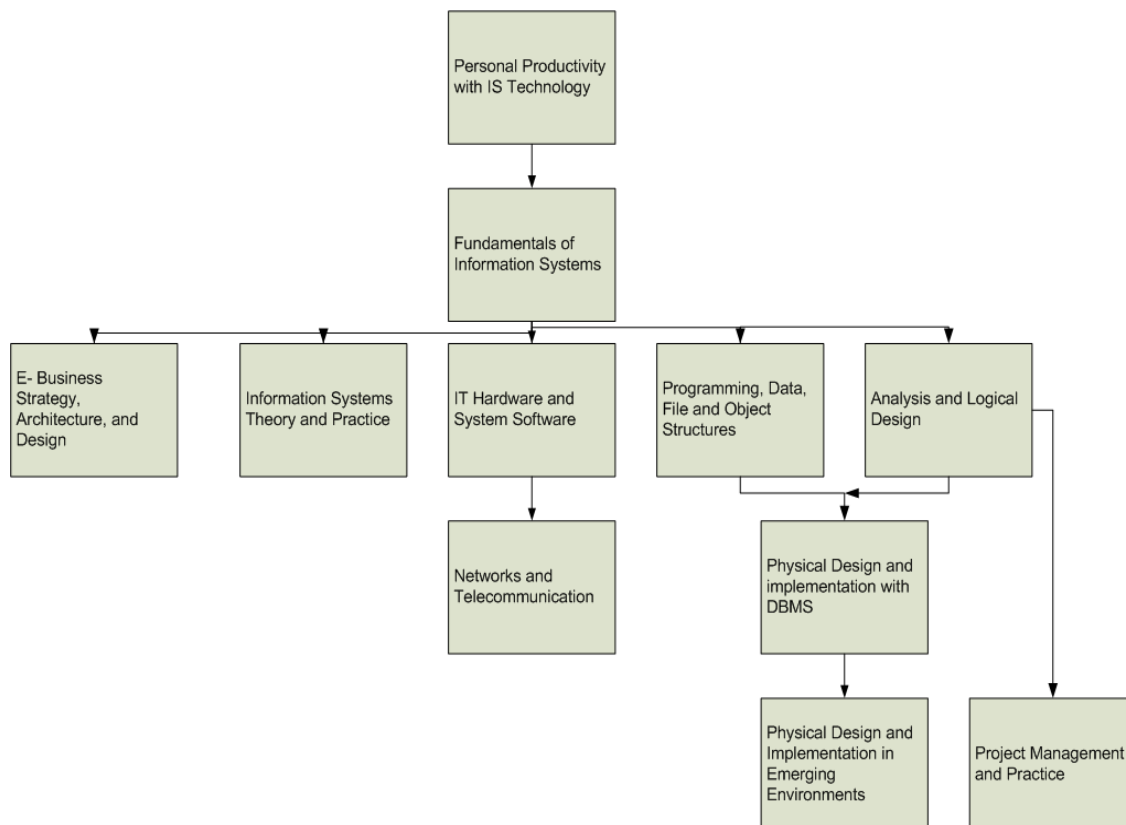 Personal Productivity
with IS Technology
Fundamentals of
Information Systems
E- Business
Strategy,
Architecture, and
Design
Information Systems
Theory and Practice
IT Hardware and
System Software
Programming, Data,
File and Object
Structures
Analysis and Logical
Design
Networks and
Telecommunication
Physical Design and
implementation with
DBMS
Physical Design and
Implementation in
Emerging
Environments
Project Management
and Practice